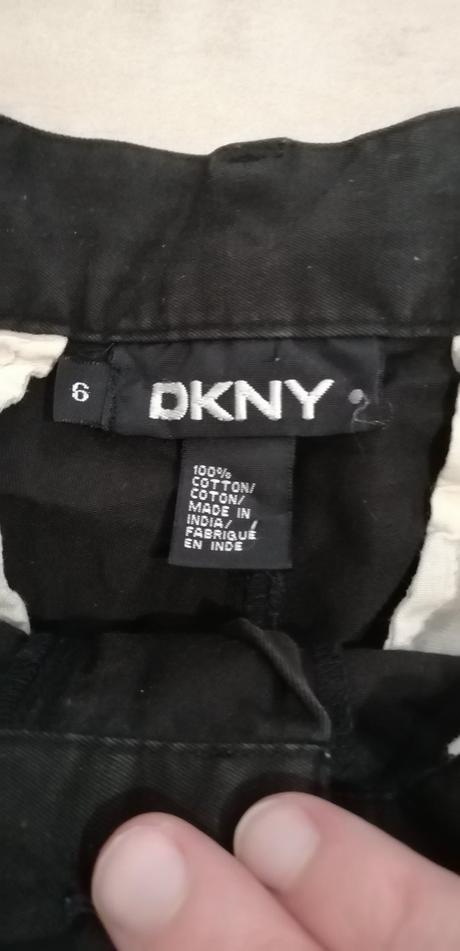 6
DKNY
100%
COTTON/
COTON/
MADE IN
INDIA/
FABRIQUÉ
EN INDE